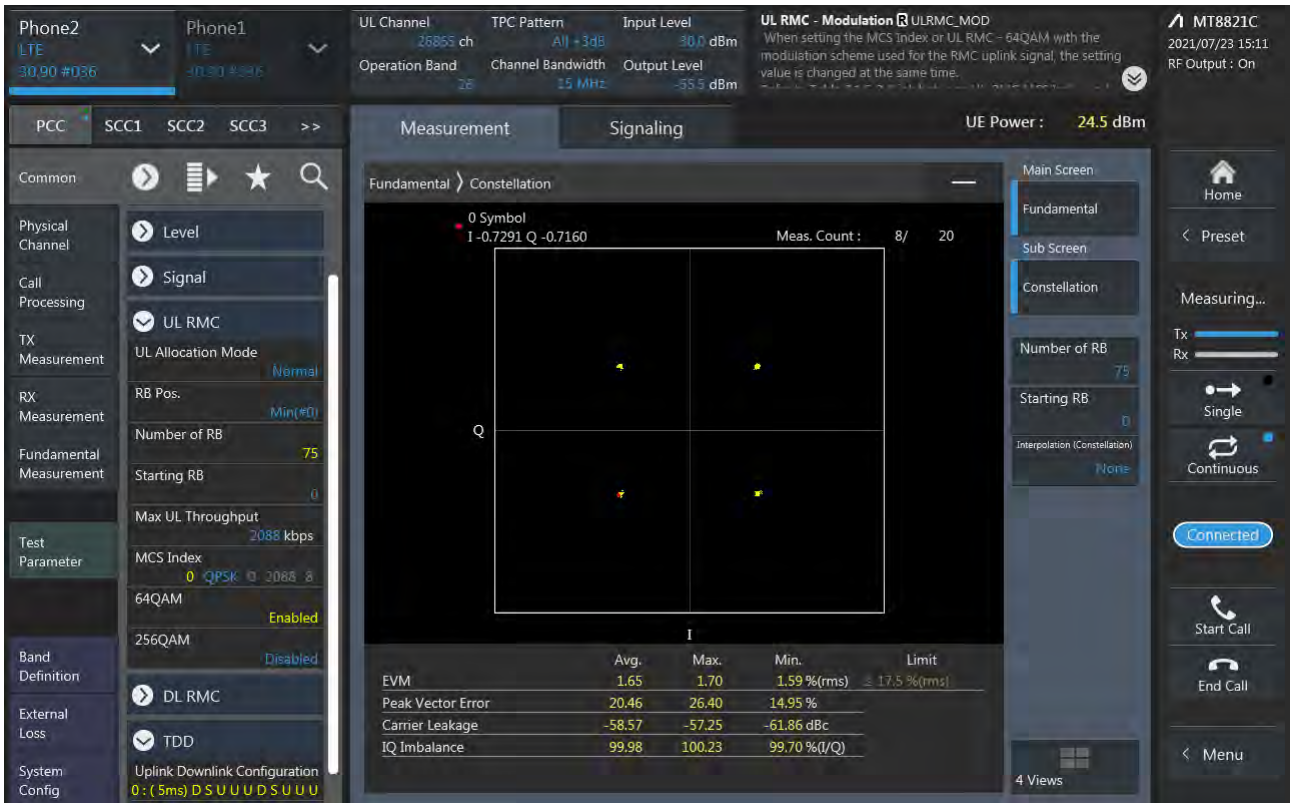 Phone2
LTE
30.90 #036
Phone1
LTE
30.90 #036
UL Channel
26865 ch
Operation Band
26
TPC Pattern
All +3dB
Channel Bandwidth
15 MHz
Input Level
30.0 dBm
Output Level
-55.5 dBm
UL RMC - Modulation R ULRMC_MOD
When setting the MCS Index or UL RMC – 64QAM with the
modulation scheme used for the RMC uplink signal, the setting
value is changed at the same time.
MT8821C
2021/07/23 15:11
RF Output : On
PCC
SCC1
SCC2
SCC3
>>
Measurement
Signaling
UE Power : 24.5 dBm
Common
Physical
Channel
Call
Processing
TX
Measurement
RX
Measurement
Fundamental
Measurement
Test
Parameter
Band
Definition
External
Loss
System
Config
Level
Signal
UL RMC
UL Allocation Mode
Normal
RB Pos.
Min(#0)
Number of RB
75
Starting RB
0
Max UL Throughput
2088 kbps
MCS Index
0 QPSK 0 2088 8
64QAM
Enabled
256QAM
Disabled
DL RMC
TDD
Uplink Downlink Configuration
0 : ( 5ms) D S U U U D S U U U
Fundamental ⟩ Constellation
0 Symbol
I -0.7291 Q -0.7160
Meas. Count : 8/ 20
Q
I
Avg. Max. Min. Limit
EVM 1.65 1.70 1.59 %(rms) ≤ 17.5 %(rms)
Peak Vector Error 20.46 26.40 14.95 %
Carrier Leakage -58.57 -57.25 -61.86 dBc
IQ Imbalance 99.98 100.23 99.70 %(I/Q)
Main Screen
Fundamental
Sub Screen
Constellation
Number of RB
75
Starting RB
0
Interpolation (Constellation)
None
4 Views
Home
< Preset
Measuring...
Tx
Rx
Single
Continuous
Connected
Start Call
End Call
< Menu